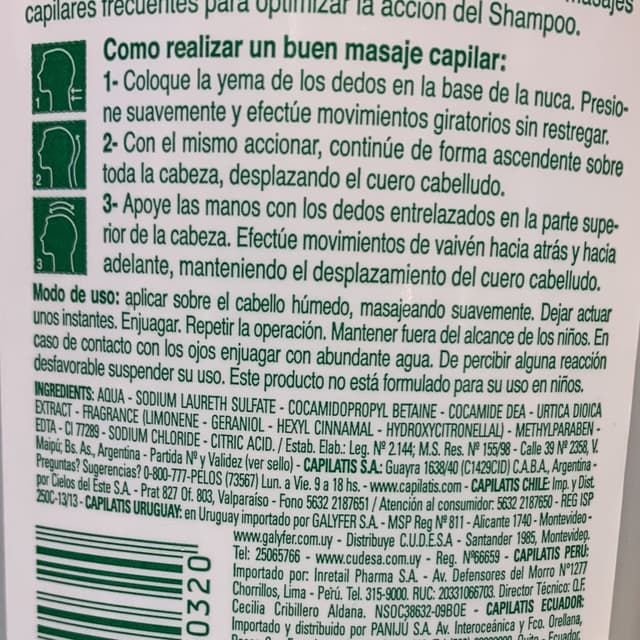 capilares frecuentes para optimizar la acción del Shampoo.
Como realizar un buen masaje capilar:
1- Coloque la yema de los dedos en la base de la nuca. Presio-
ne suavemente y efectúe movimientos giratorios sin restregar.
2- Con el mismo accionar, continúe de forma ascendente sobre
toda la cabeza, desplazando el cuero cabelludo.
3- Apoye las manos con los dedos entrelazados en la parte supe-
rior de la cabeza. Efectúe movimientos de vaivén hacia atrás y hacia
adelante, manteniendo el desplazamiento del cuero cabelludo.
1
2
3
Modo de uso: aplicar sobre el cabello húmedo, masajeando suavemente. Dejar actuar
unos instantes. Enjuagar. Repetir la operación. Mantener fuera del alcance de los niños. En
caso de contacto con los ojos enjuagar con abundante agua. De percibir alguna reacción
desfavorable suspender su uso. Este producto no está formulado para su uso en niños.
INGREDIENTS: AQUA - SODIUM LAURETH SULFATE - COCAMIDOPROPYL BETAINE - COCAMIDE DEA - URTICA DIOICA
EXTRACT - FRAGRANCE (LIMONENE - GERANIOL - HEXYL CINNAMAL - HYDROXYCITRONELLAL) - METHYLPARABEN -
EDTA - CI 77289 - SODIUM CHLORIDE - CITRIC ACID. / Estab. Elab.: Leg. Nº 2.144; M.S. Res. Nº 155/98 - Calle 39 Nº 2358, V.
Maipú; Bs. As., Argentina - Partida Nº y Validez (ver sello) - CAPILATIS S.A.: Guayra 1638/40 (C1429CID) C.A.B.A., Argentina -
Preguntas? Sugerencias? 0-800-777-PELOS (73567) Lun. a Vie. 9 a 18 hs. - www.capilatis.com - CAPILATIS CHILE: Imp. y Dist.
por Cielos del Este S.A. - Prat 827 Of. 803, Valparaíso - Fono 5632 2187651 / Atención al consumidor: 5632 2187650 - REG ISP
250C-13/13 - CAPILATIS URUGUAY: en Uruguay importado por GALYFER S.A. - MSP Reg Nº 811 - Alicante 1740 - Montevideo -
www.galyfer.com.uy - Distribuye C.U.D.E.S.A - Santander 1985, Montevideo.
Tel: 25065766 - www.cudesa.com.uy - Reg. Nº66659 - CAPILATIS PERÚ:
Importado por: Inretail Pharma S.A. - Av. Defensores del Morro Nº1277
Chorrillos, Lima - Perú. Tel. 315-9000. RUC: 20331066703. Director Técnico: Q.F.
Cecilia Cribillero Aldana. NSOC38632-09BOE - CAPILATIS ECUADOR:
Importado y distribuido por PANIJÚ S.A. Av. Interoceánica y Fco. Orellana,
Quito - Ecuador.
0320